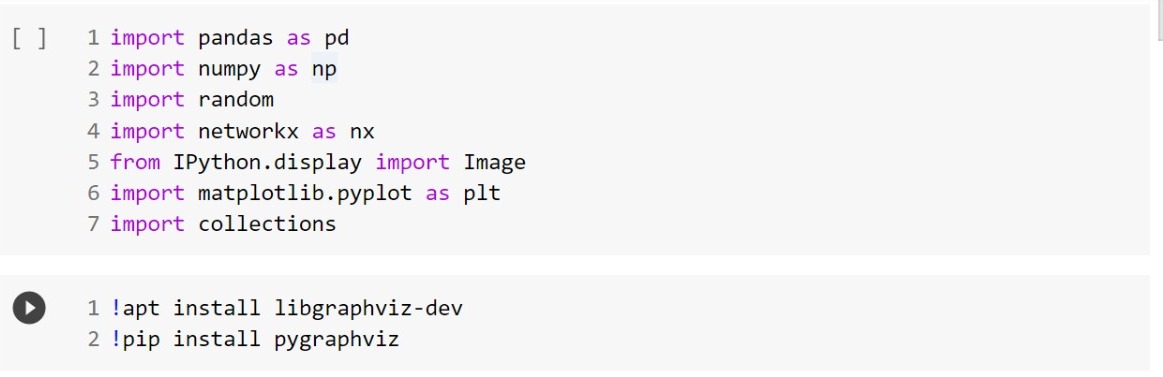 [ ] 1 import pandas as pd
2 import numpy as np
3 import random
4 import networkx as nx
5 from IPython.display import Image
6 import matplotlib.pyplot as plt
7 import collections
1 !apt install libgraphviz-dev
2 !pip install pygraphviz